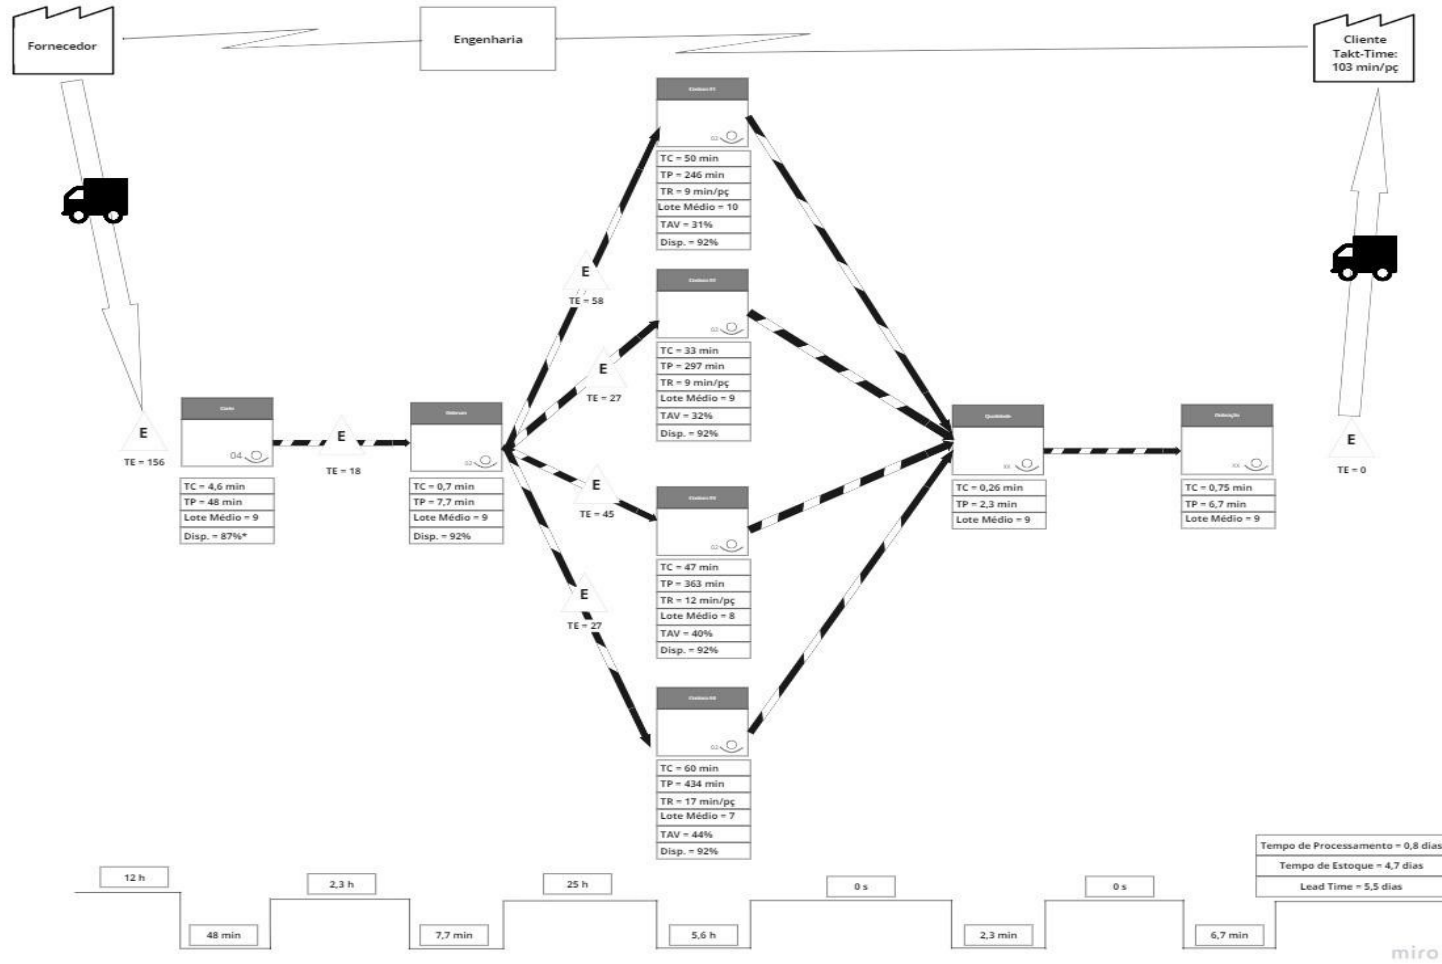 Fornecedor
Engenharia
Cliente
Takt-Time:
103 min/pç
Cimbara 01
TC = 50 min
TP = 246 min
TR = 9 min/pç
Lote Médio = 10
TAV = 31%
Disp. = 92%
E
TE = 58
TC = 33 min
TP = 297 min
TR = 9 min/pç
Lote Médio = 9
TAV = 32%
Disp. = 92%
E
TE = 27
E
TE = 156
04
TC = 4,6 min
TP = 48 min
Lote Médio = 9
Disp. = 87%*
E
TE = 18
TC = 0,7 min
TP = 7,7 min
Lote Médio = 9
Disp. = 92%
E
TE = 45
02
TC = 47 min
TP = 363 min
TR = 12 min/pç
Lote Médio = 8
TAV = 40%
Disp. = 92%
E
TE = 27
02
TC = 60 min
TP = 434 min
TR = 17 min/pç
Lote Médio = 7
TAV = 44%
Disp. = 92%
Qualidade
TC = 0,26 min
TP = 2,3 min
Lote Médio = 9
TC = 0,75 min
TP = 6,7 min
Lote Médio = 9
E
TE = 0
Tempo de Processamento = 0,8 dias
Tempo de Estoque = 4,7 dias
Lead Time = 5,5 dias
12 h
2,3 h
25 h
0 s
0 s
48 min
7,7 min
5,6 h
2,3 min
6,7 min
miro